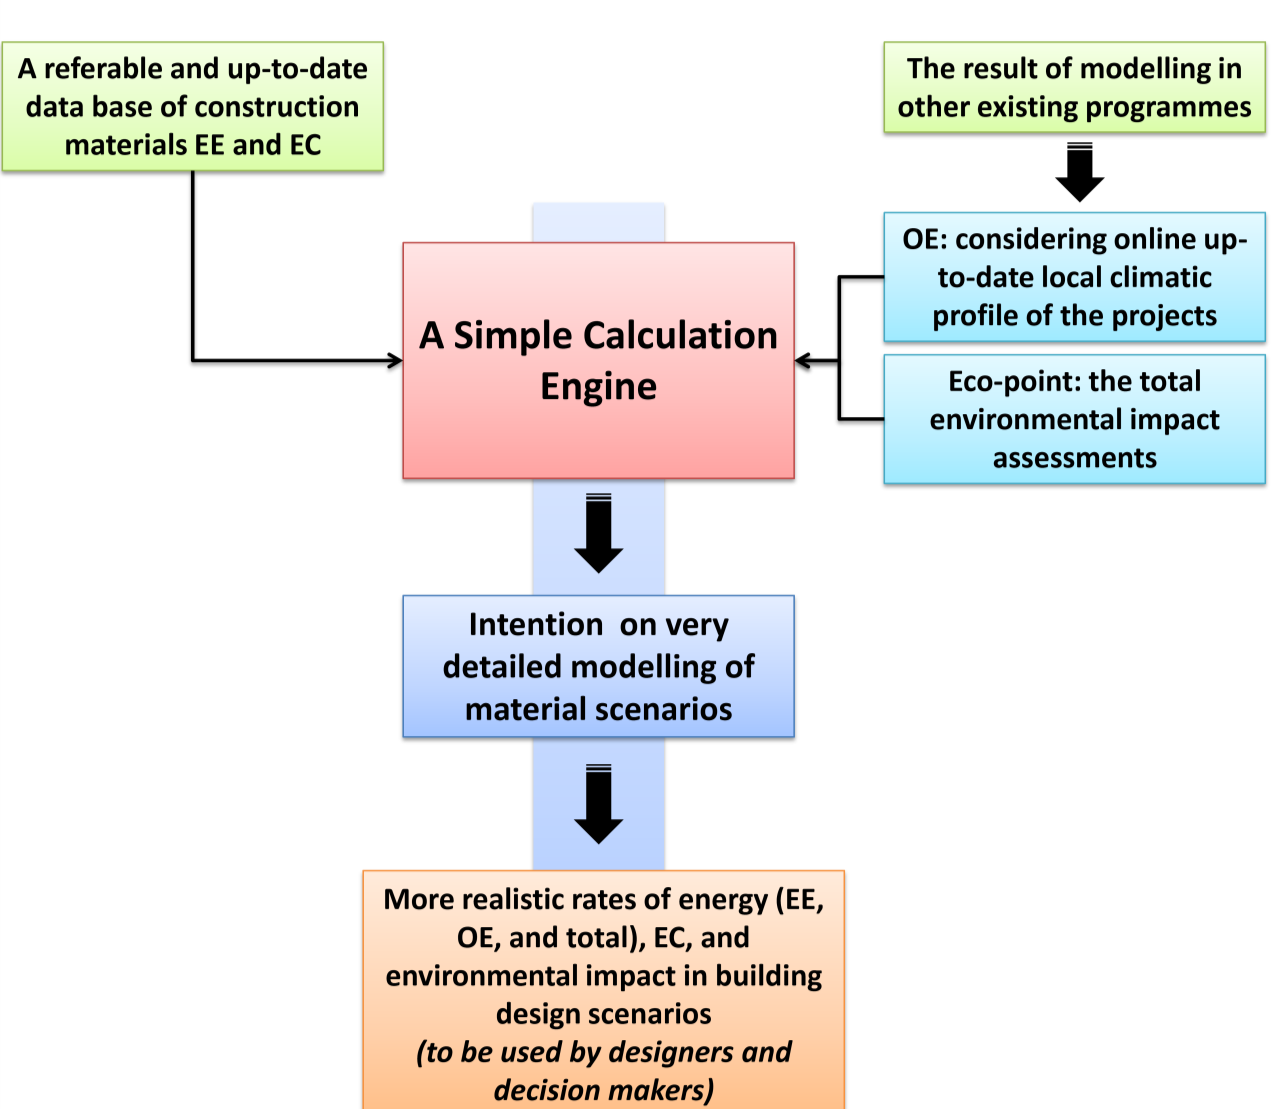 A referable and up-to-date
data base of construction
materials EE and EC
The result of modelling in
other existing programmes
OE: considering online up-
to-date local climatic
profile of the projects
A Simple Calculation
Engine
Eco-point: the total
environmental impact
assessments
Intention  on very
detailed modelling of
material scenarios
More realistic rates of energy (EE,
OE, and total), EC, and
environmental impact in building
design scenarios
(to be used by designers and
decision makers)